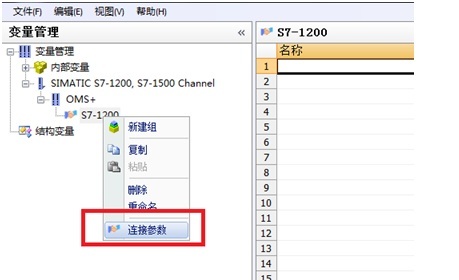 文件(F) 编辑(E) 视图(V) 帮助(H)
变量管理 «
变量管理
内部变量
SIMATIC S7-1200, S7-1500 Channel
OMS+
S7-1200
结构变量
新建组
复制
粘贴
删除
重命名
连接参数
S7-1200
名称
1
2
3
4
5
6
7
8
9
10
11
12
13
14
15